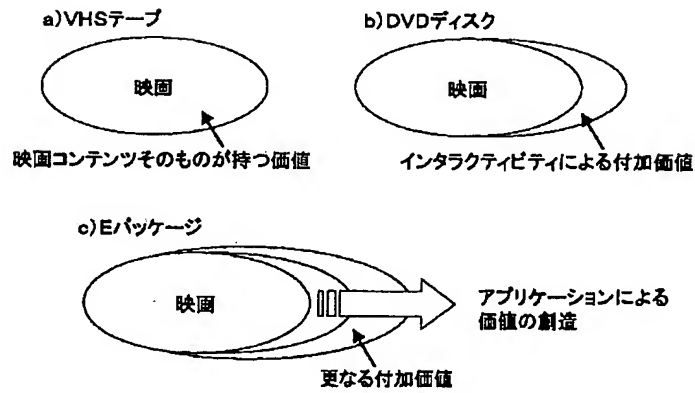 a)VHSテープ
b)DVDディスク
映画
映画
映画コンテンツそのものが持つ価値
インタラクティビティによる付加価値
c)Eパッケージ
映画
アプリケーションによる
価値の創造
更なる付加価値